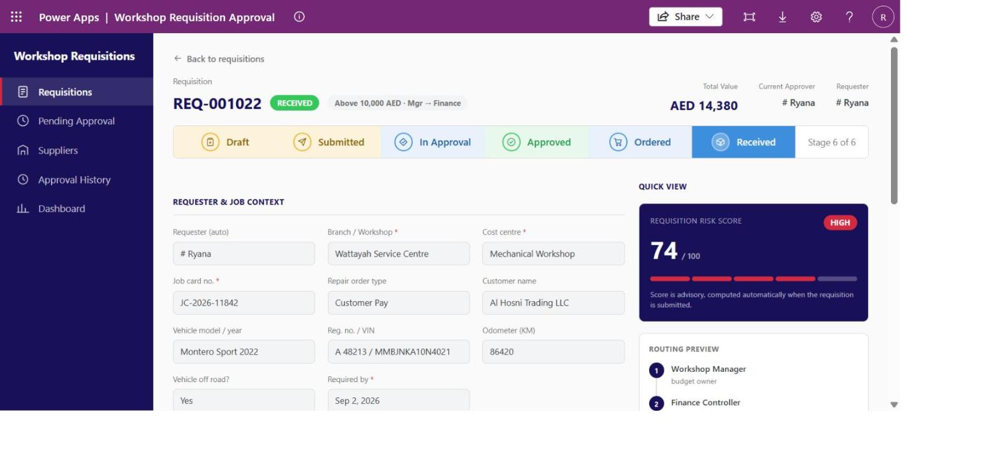 Power Apps | Workshop Requisition Approval
Share
R
Workshop Requisitions
Requisitions
Pending Approval
Suppliers
Approval History
Dashboard
← Back to requisitions
Requisition
REQ-001022 RECEIVED Above 10,000 AED · Mgr → Finance
Total Value Current Approver Requester
AED 14,380 # Ryana # Ryana
Draft Submitted In Approval Approved Ordered Received Stage 6 of 6
REQUESTER & JOB CONTEXT
Requester (auto) Branch / Workshop * Cost centre *
# Ryana Wattayah Service Centre Mechanical Workshop
Job card no. * Repair order type Customer name
JC-2026-11842 Customer Pay Al Hosni Trading LLC
Vehicle model / year Reg. no. / VIN Odometer (KM)
Montero Sport 2022 A 48213 / MMBJNKA10N4021 86420
Vehicle off road? Required by *
Yes Sep 2, 2026
QUICK VIEW
REQUISITION RISK SCORE HIGH
74 / 100
Score is advisory, computed automatically when the requisition
is submitted.
ROUTING PREVIEW
1 Workshop Manager
budget owner
2 Finance Controller